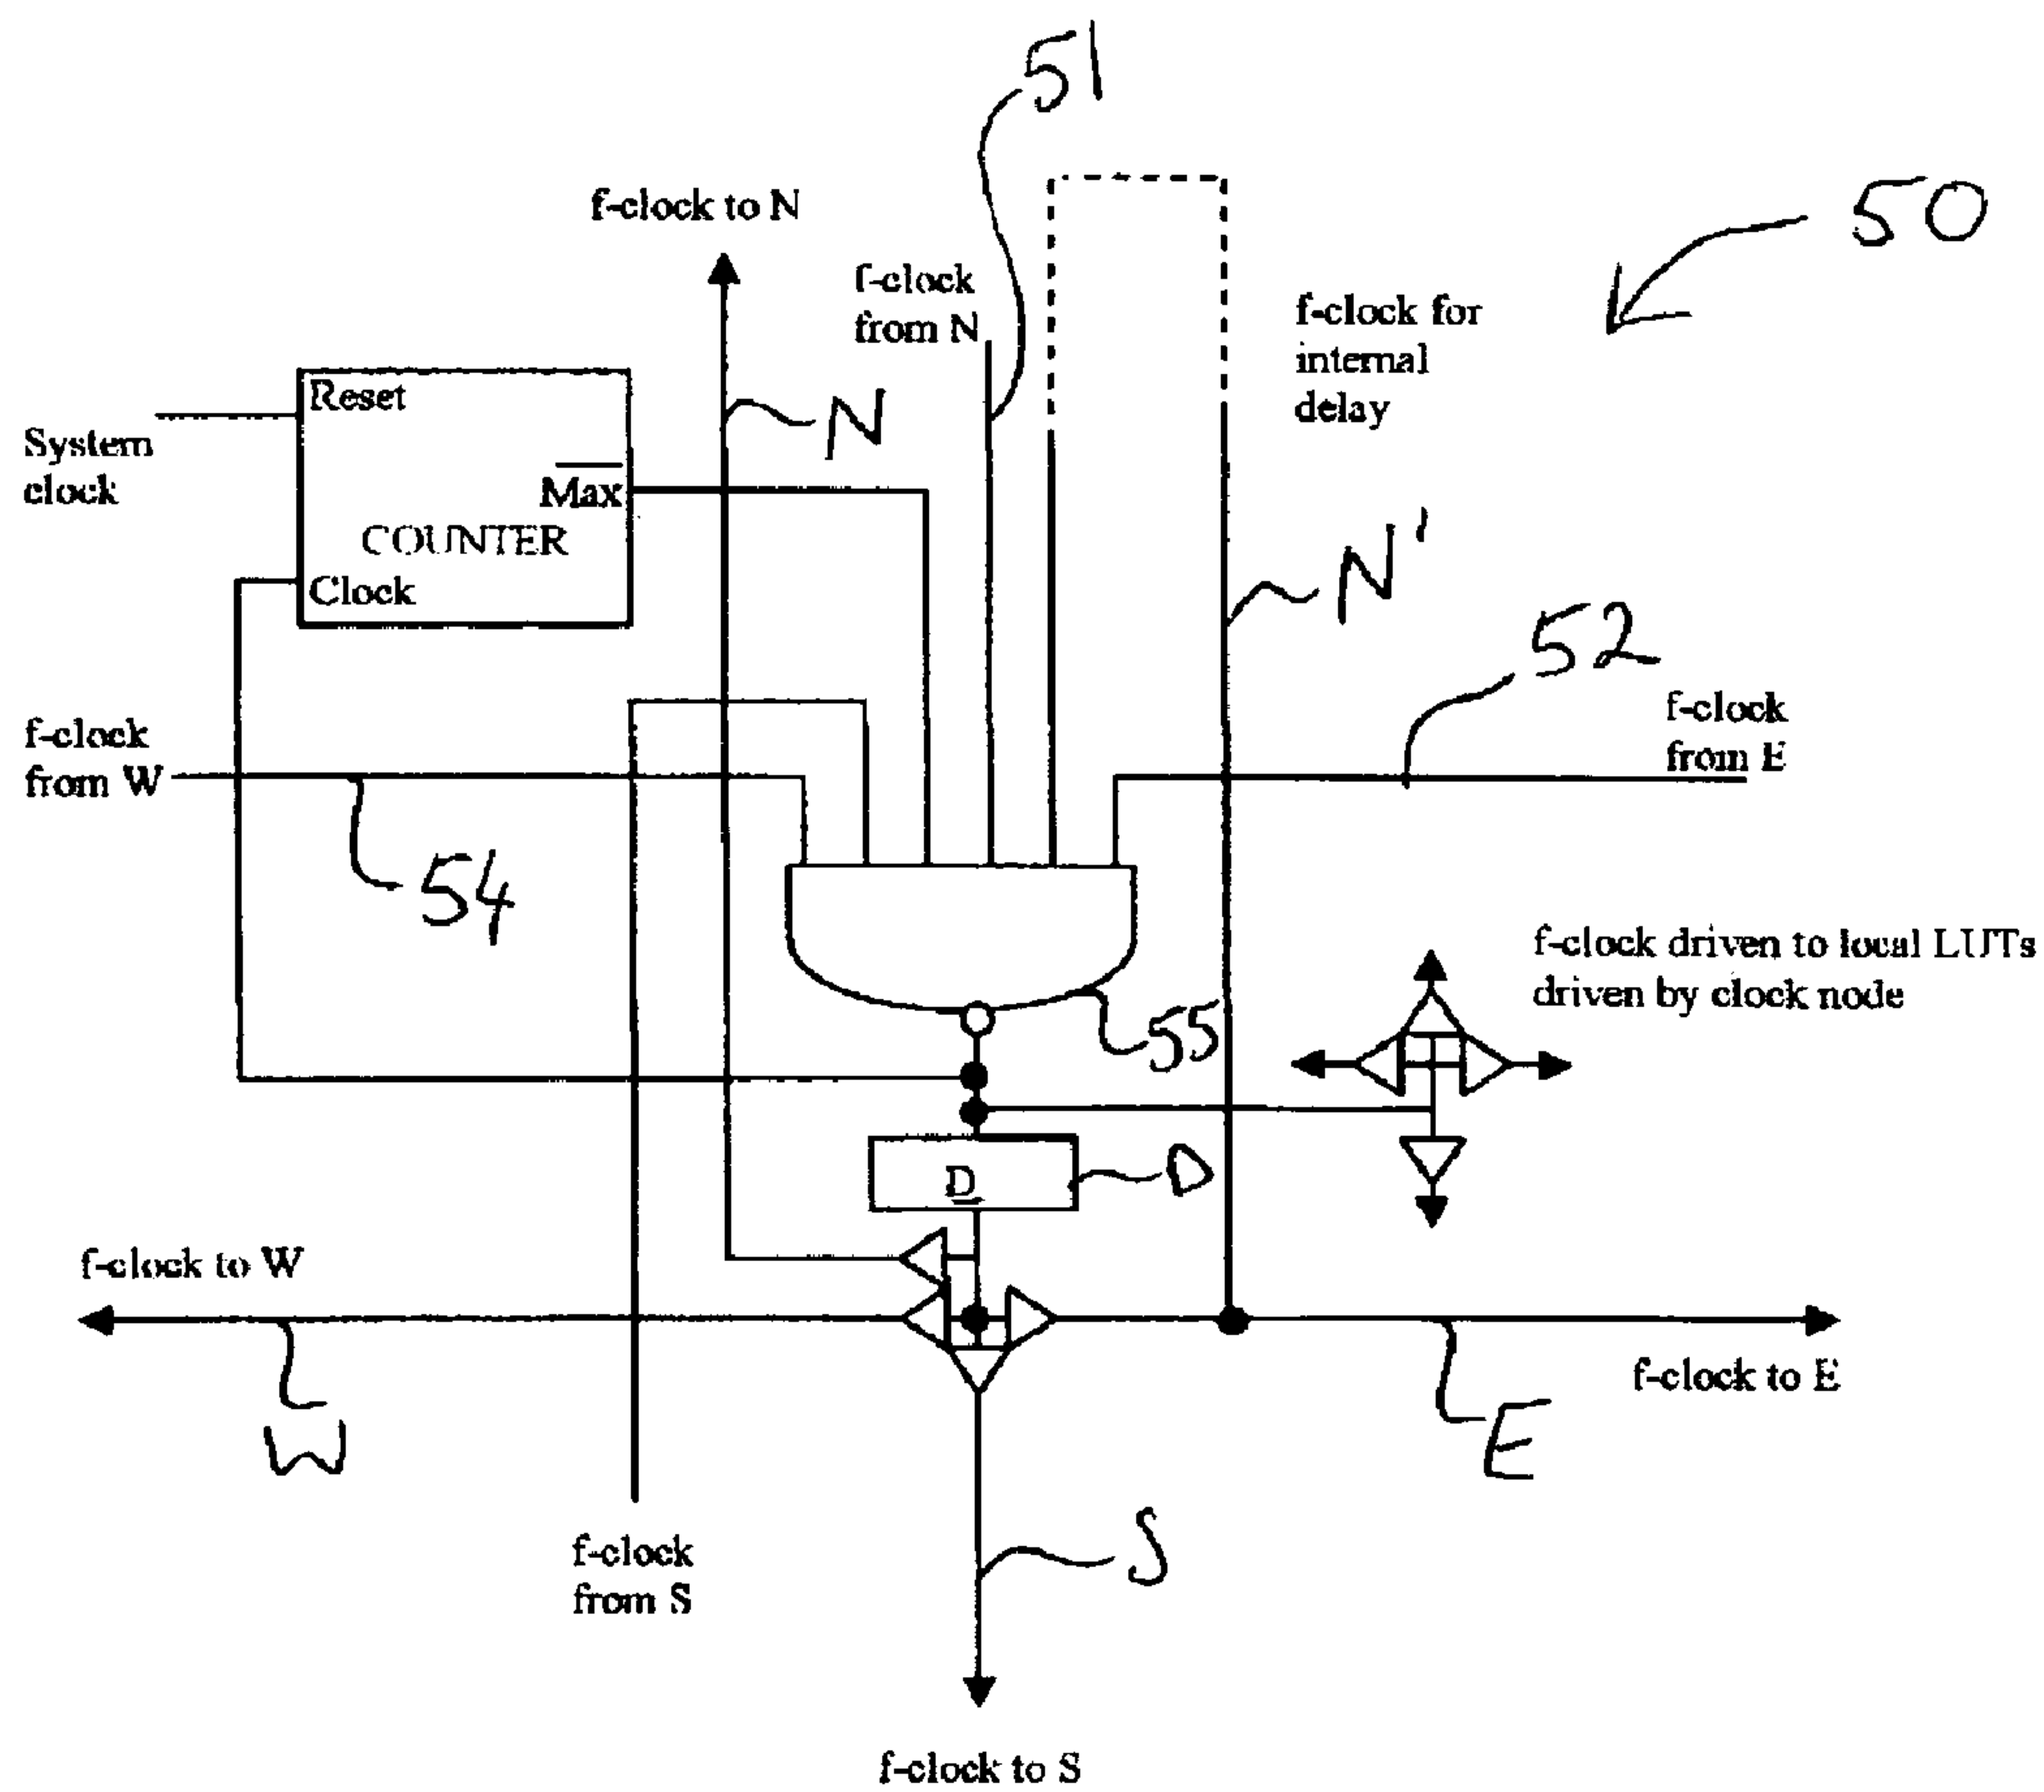 51
f-clock to N
50
f-clock
from N
f-clock for
internal
delay
Reset
System
clock
N
Max
COUNTER
Clock
N'
52
f-clock
from W
f-clock
from E
54
f-clock driven to local LUTs
driven by clock node
55
D
D
f-clock to W
f-clock to E
W
E
S
f-clock
from S
f-clock to S